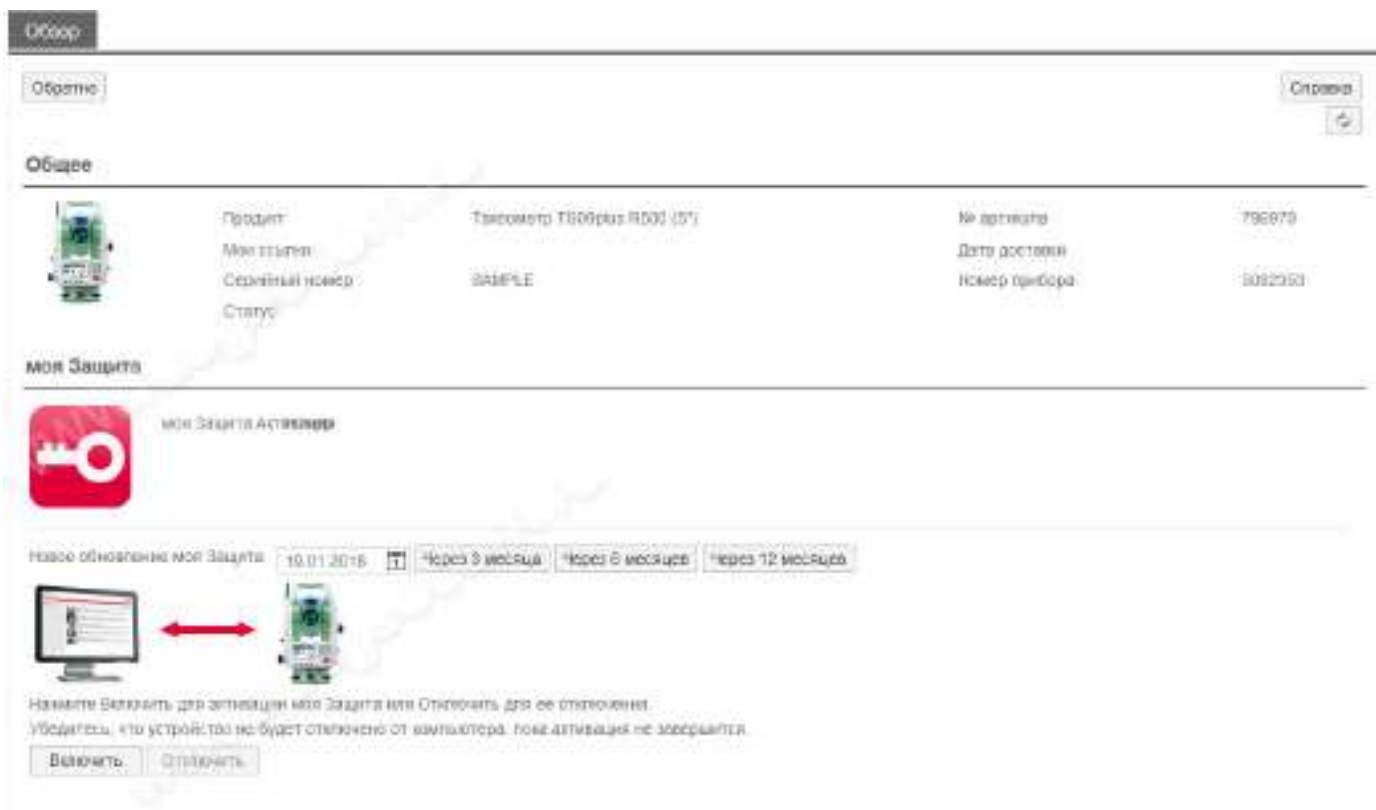 Обзор
Обратно Справка
Общее
Продукт Тахеометр TS09plus R500 (5") № артикула
Мои ссылки Дата доставки
Серийный номер SAMPLE Номер прибора
Статус
моя Защита
моя Защита
Новое обновление моя Защита Через 3 месяца Через 6 месяцев Через 12 месяцев
Нажмите Включить для активации моя Защита или Отключить для ее отключения.
Убедитесь, что устройство не будет отключено от компьютера, пока активация не завершится.
Включить Отключить